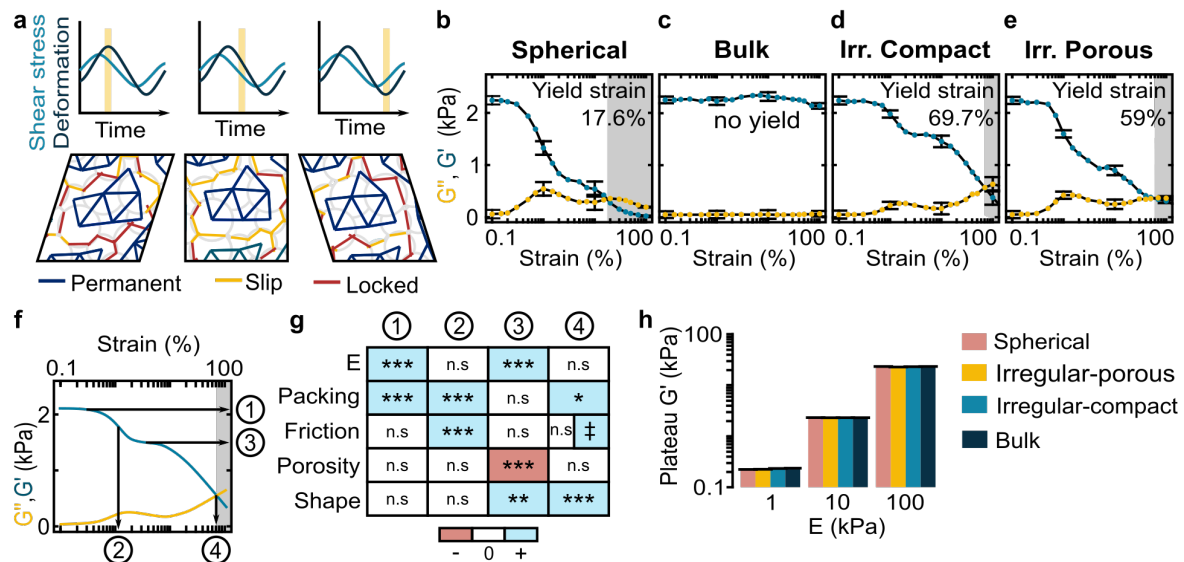 a
Shear stress
Deformation
Time
Time
Time
Permanent
Slip
Locked
b
Spherical
G'', G' (kPa)
2
1
0
Yield strain
17.6%
0.1
100
Strain (%)
c
Bulk
no yield
0.1
100
Strain (%)
d
Irr. Compact
Yield strain
69.7%
0.1
100
Strain (%)
e
Irr. Porous
Yield strain
59%
0.1
100
Strain (%)
f
Strain (%)
0.1
100
G'', G' (kPa)
2
1
0
1
3
2
4
g
1 2 3 4
E *** n.s *** n.s
Packing *** *** n.s *
Friction n.s *** n.s n.s ‡
Porosity n.s n.s *** n.s
Shape n.s n.s ** ***
- 0 +
h
Plateau G' (kPa)
100
0.1
1 10 100
E (kPa)
Spherical
Irregular-porous
Irregular-compact
Bulk